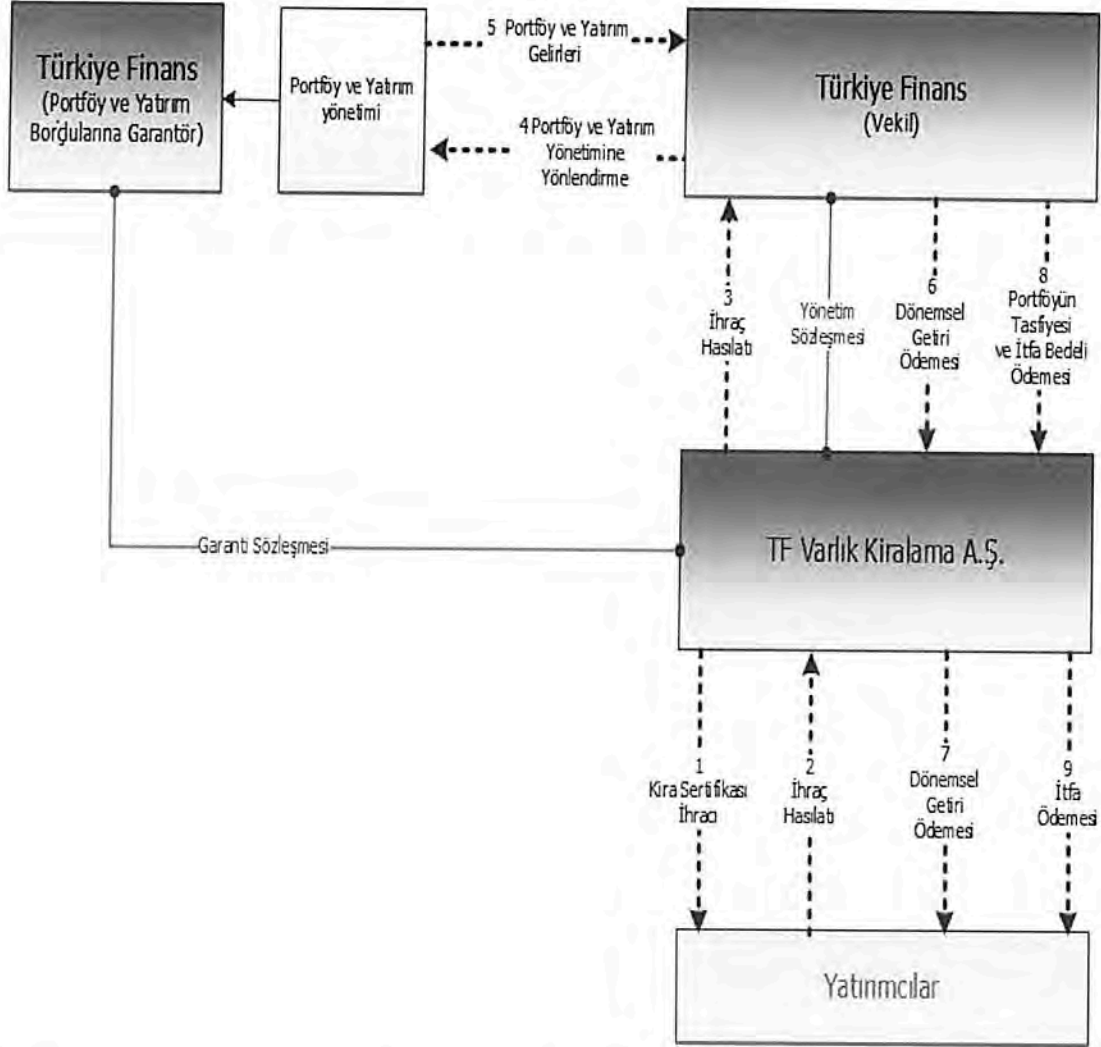 Türkiye Finans
(Portföy ve Yatırım
Borçlularına Garantör)
Portföy ve Yatırım
yönetimi
5 Portföy ve Yatırım
Gelirleri
4 Portföy ve Yatırım
Yönetimine
Yönlendirme
Türkiye Finans
(Vekil)
3
İhraç
Hasılatı
Yönetim
Sözleşmesi
6
Dönemsel
Getiri
Ödemesi
8
Portföyün
Tasfiyesi
ve İtfa Bedeli
Ödemesi
Garanti Sözleşmesi
TF Varlık Kiralama A.Ş.
1
Kira Sertifikası
İhracı
2
İhraç
Hasılatı
7
Dönemsel
Getiri
Ödemesi
9
İtfa
Ödemesi
Yatırımcılar